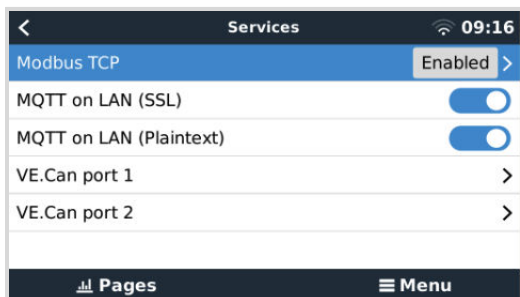 Services 09:16
Modbus TCP Enabled
MQTT on LAN (SSL)
MQTT on LAN (Plaintext)
VE.Can port 1
VE.Can port 2
Pages Menu